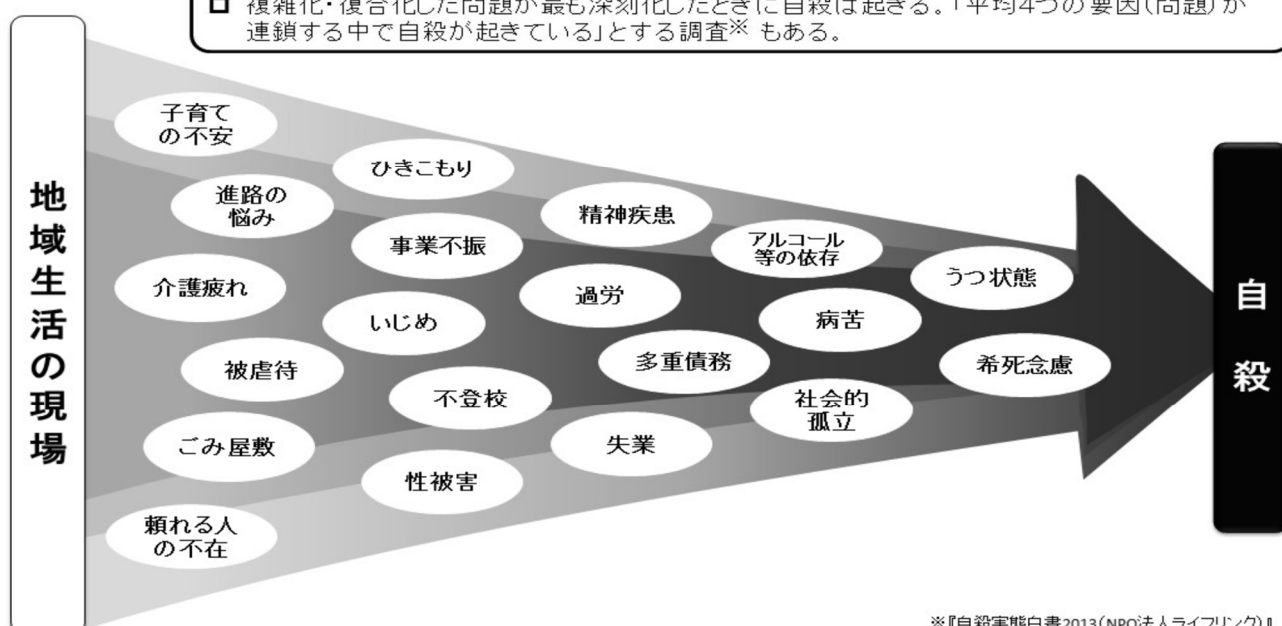 複雑化・複合化した問題が最も深刻化したときに自殺は起きる。「平均4つの要因(問題)が
連鎖する中で自殺が起きている」とする調査※ もある。
地域生活の現場
子育て
の不安
ひきこもり
進路の
悩み
精神疾患
事業不振
アルコール
等の依存
うつ状態
介護疲れ
過労
いじめ
病苦
自殺
被虐待
多重債務
希死念慮
不登校
社会的
孤立
ごみ屋敷
失業
性被害
頼れる人
の不在
※『自殺実態白書2013(NPO法人ライフリンク)』